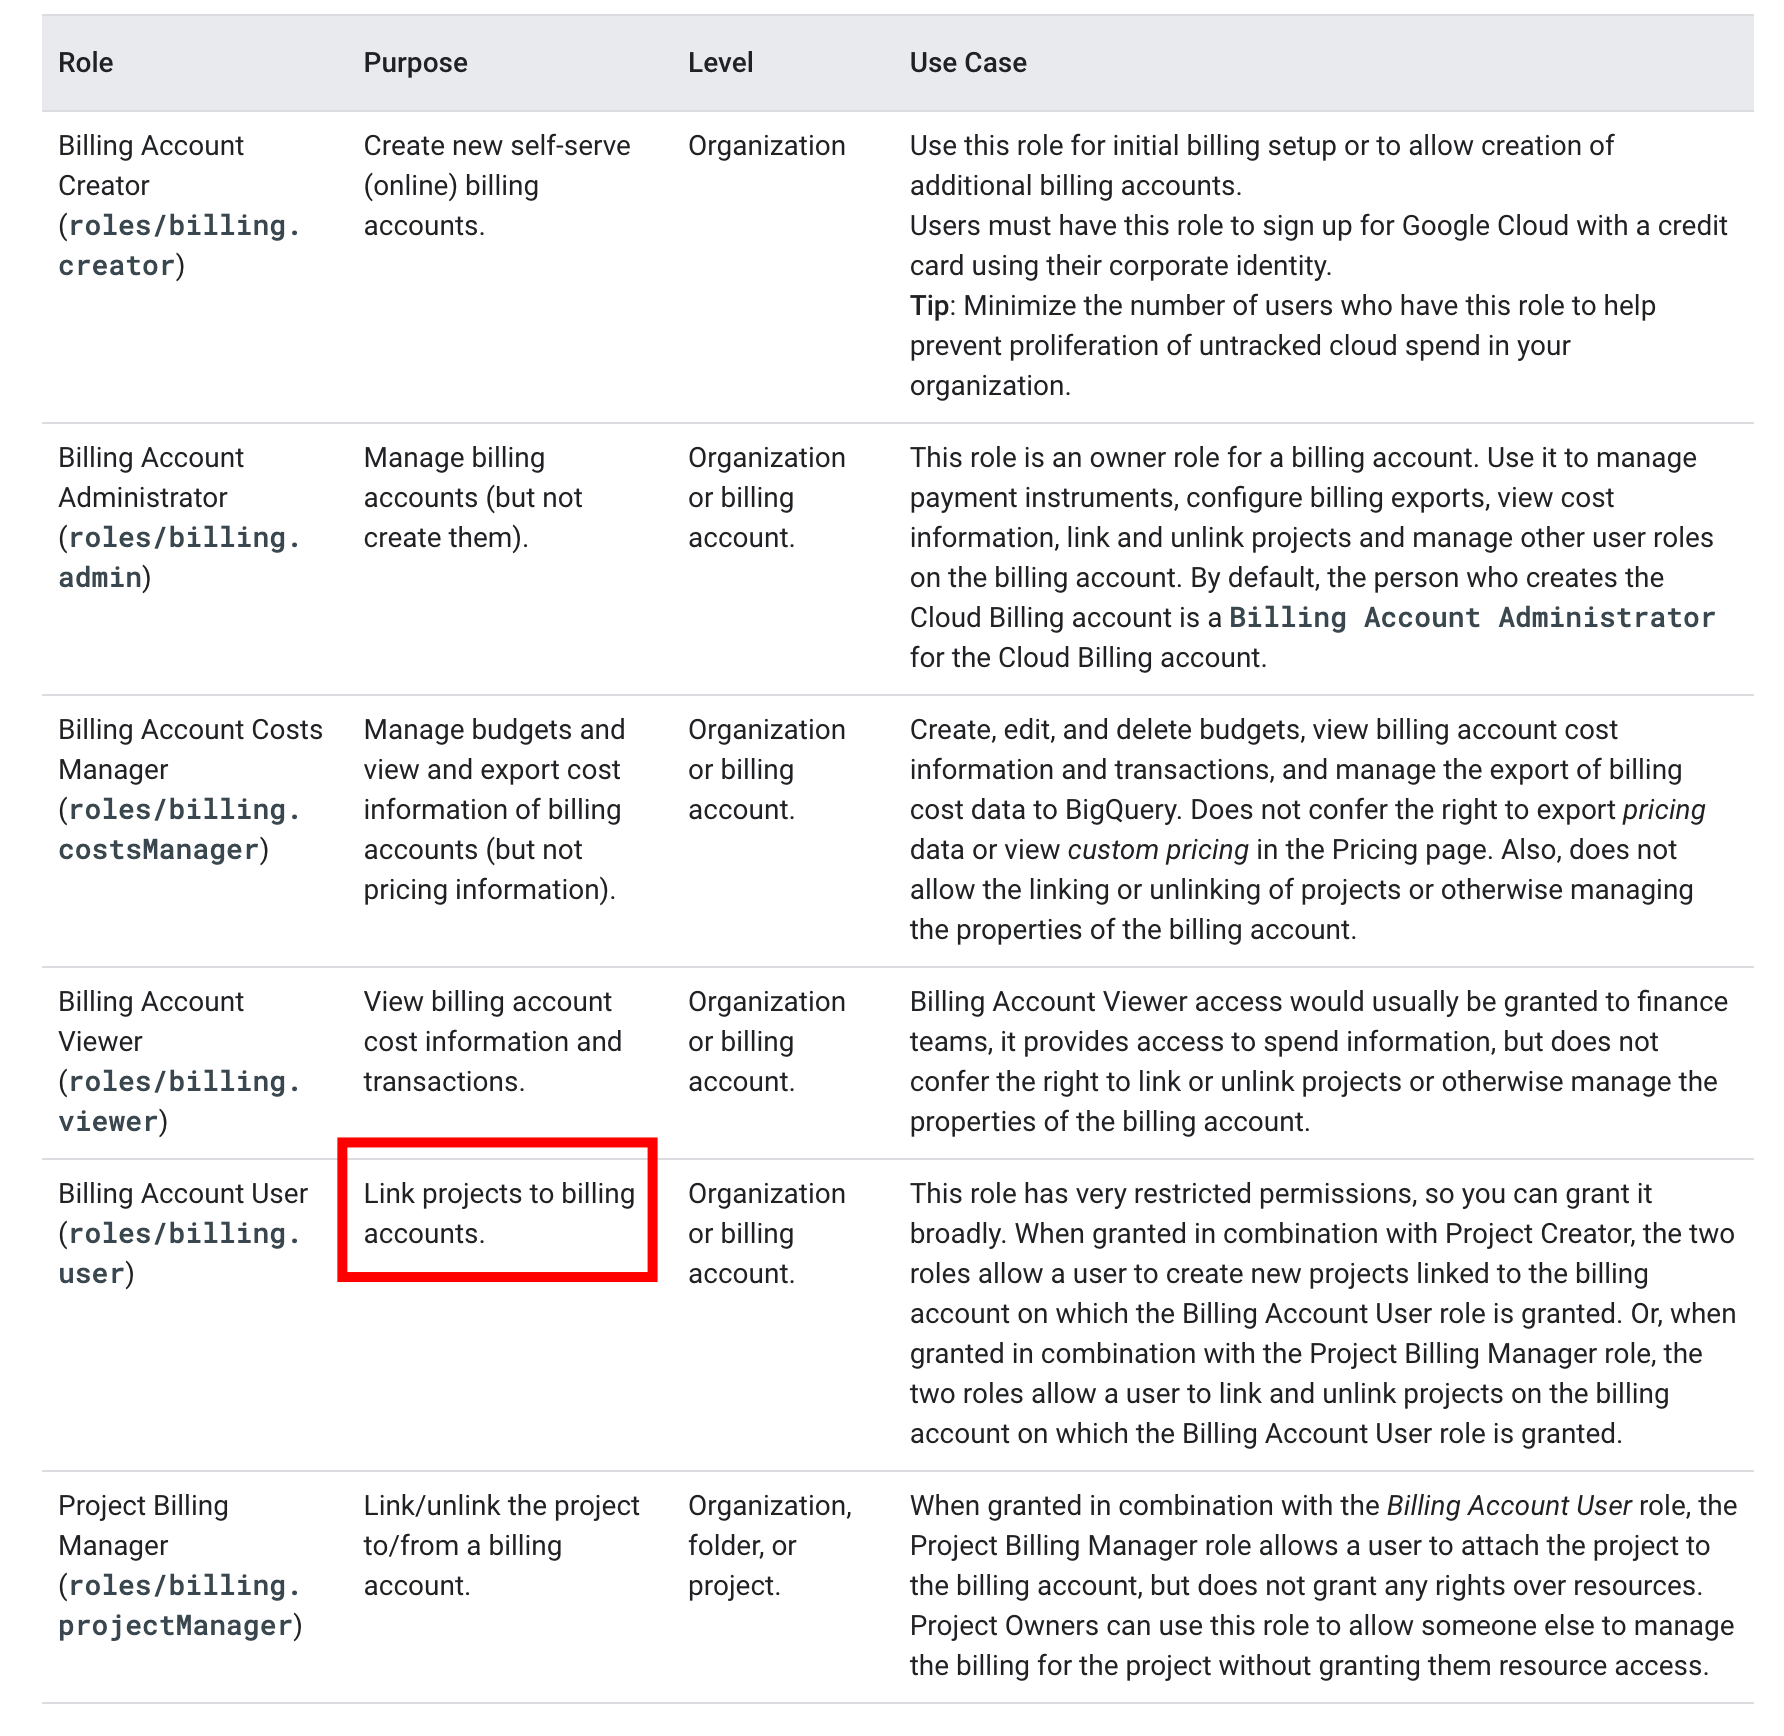 Role
Purpose
Level
Use Case
Billing Account
Creator
(roles/billing.
creator)
Create new self-serve
(online) billing
accounts.
Organization
Use this role for initial billing setup or to allow creation of
additional billing accounts.
Users must have this role to sign up for Google Cloud with a credit
card using their corporate identity.
Tip: Minimize the number of users who have this role to help
prevent proliferation of untracked cloud spend in your
organization.
Billing Account
Administrator
(roles/billing.
admin)
Manage billing
accounts (but not
create them).
Organization
or billing
account.
This role is an owner role for a billing account. Use it to manage
payment instruments, configure billing exports, view cost
information, link and unlink projects and manage other user roles
on the billing account. By default, the person who creates the
Cloud Billing account is a Billing Account Administrator
for the Cloud Billing account.
Billing Account Costs
Manager
(roles/billing.
costsManager)
Manage budgets and
view and export cost
information of billing
accounts (but not
pricing information).
Organization
or billing
account.
Create, edit, and delete budgets, view billing account cost
information and transactions, and manage the export of billing
cost data to BigQuery. Does not confer the right to export pricing
data or view custom pricing in the Pricing page. Also, does not
allow the linking or unlinking of projects or otherwise managing
the properties of the billing account.
Billing Account
Viewer
(roles/billing.
viewer)
View billing account
cost information and
transactions.
Organization
or billing
account.
Billing Account Viewer access would usually be granted to finance
teams, it provides access to spend information, but does not
confer the right to link or unlink projects or otherwise manage the
properties of the billing account.
Billing Account User
(roles/billing.
user)
Link projects to billing
accounts.
Organization
or billing
account.
This role has very restricted permissions, so you can grant it
broadly. When granted in combination with Project Creator, the two
roles allow a user to create new projects linked to the billing
account on which the Billing Account User role is granted. Or, when
granted in combination with the Project Billing Manager role, the
two roles allow a user to link and unlink projects on the billing
account on which the Billing Account User role is granted.
Project Billing
Manager
(roles/billing.
projectManager)
Link/unlink the project
to/from a billing
account.
Organization,
folder, or
project.
When granted in combination with the Billing Account User role, the
Project Billing Manager role allows a user to attach the project to
the billing account, but does not grant any rights over resources.
Project Owners can use this role to allow someone else to manage
the billing for the project without granting them resource access.